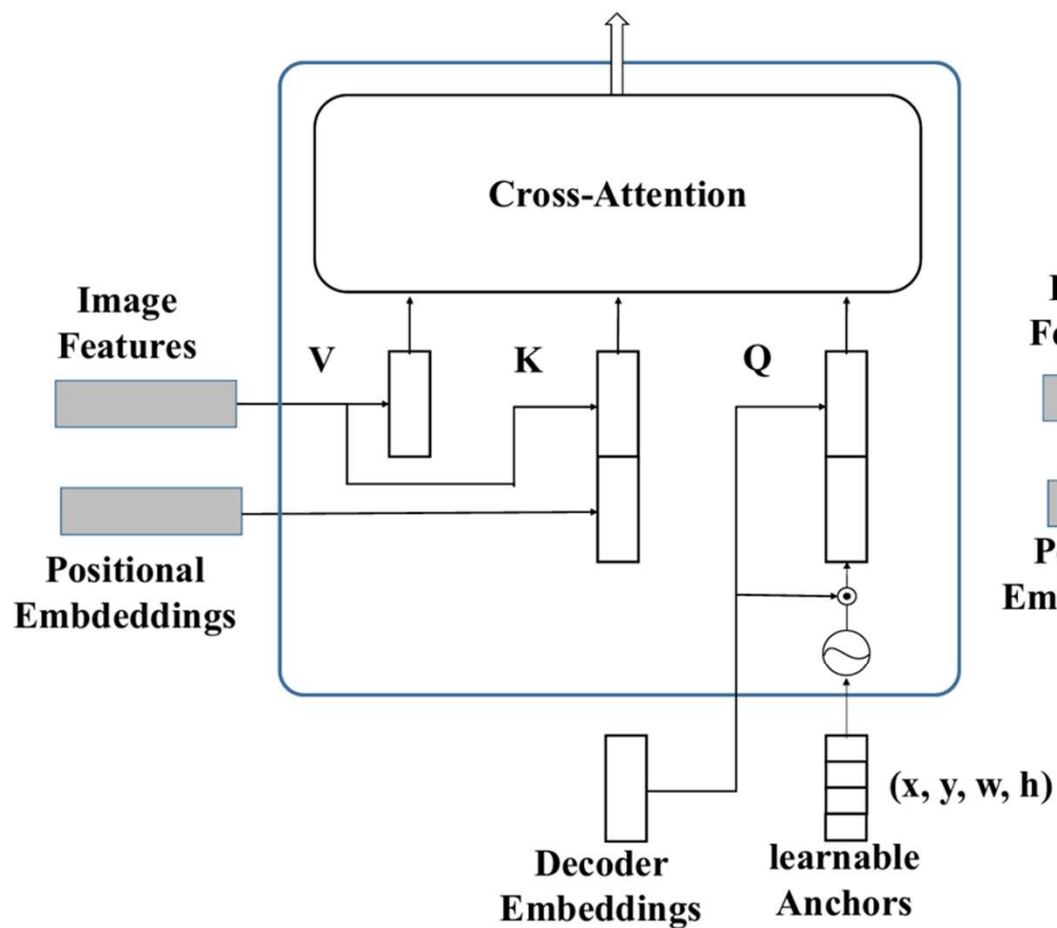 Cross-Attention
Image
Features
V
K
Q
Positional
Embdeddings
(x, y, w, h)
Decoder
Embeddings
learnable
Anchors